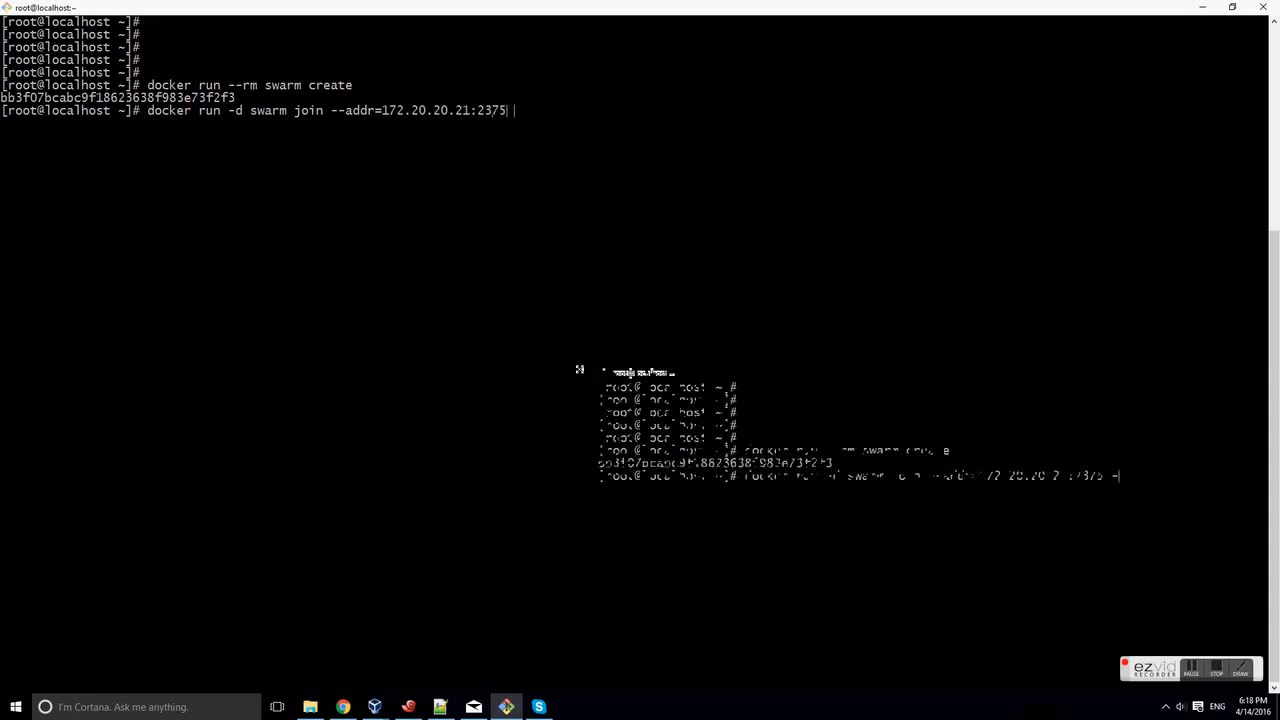 root@localhost:~
[root@localhost ~]#
[root@localhost ~]#
[root@localhost ~]#
[root@localhost ~]#
[root@localhost ~]#
[root@localhost ~]# docker run --rm swarm create
bb3f07bcabc9f18623638f983e73f2f3
[root@localhost ~]# docker run -d swarm join --addr=172.20.20.21:2375
ezvid
RECORDER
PAUSE
STOP
DRAW
I'm Cortana. Ask me anything.
ENG
6:18 PM
4/14/2016